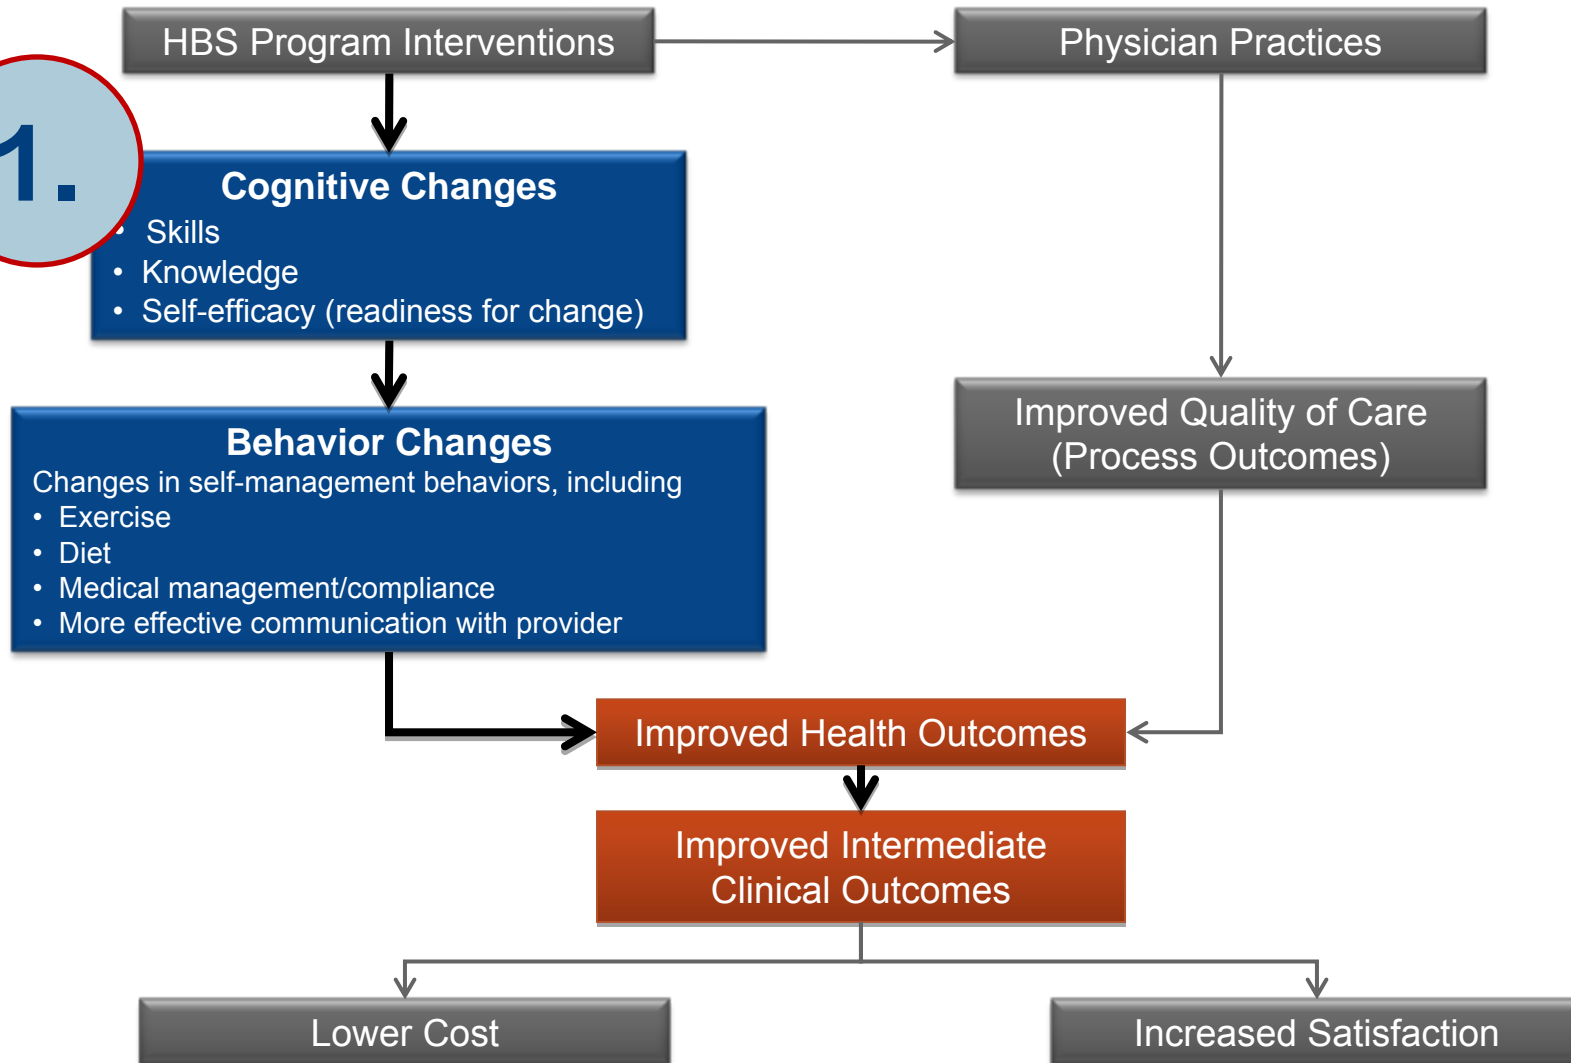 HBS Program Interventions
Physician Practices
1.
Cognitive Changes
• Skills
• Knowledge
• Self-efficacy (readiness for change)
Behavior Changes
Changes in self-management behaviors, including
• Exercise
• Diet
• Medical management/compliance
• More effective communication with provider
Improved Quality of Care
(Process Outcomes)
Improved Health Outcomes
Improved Intermediate
Clinical Outcomes
Lower Cost
Increased Satisfaction